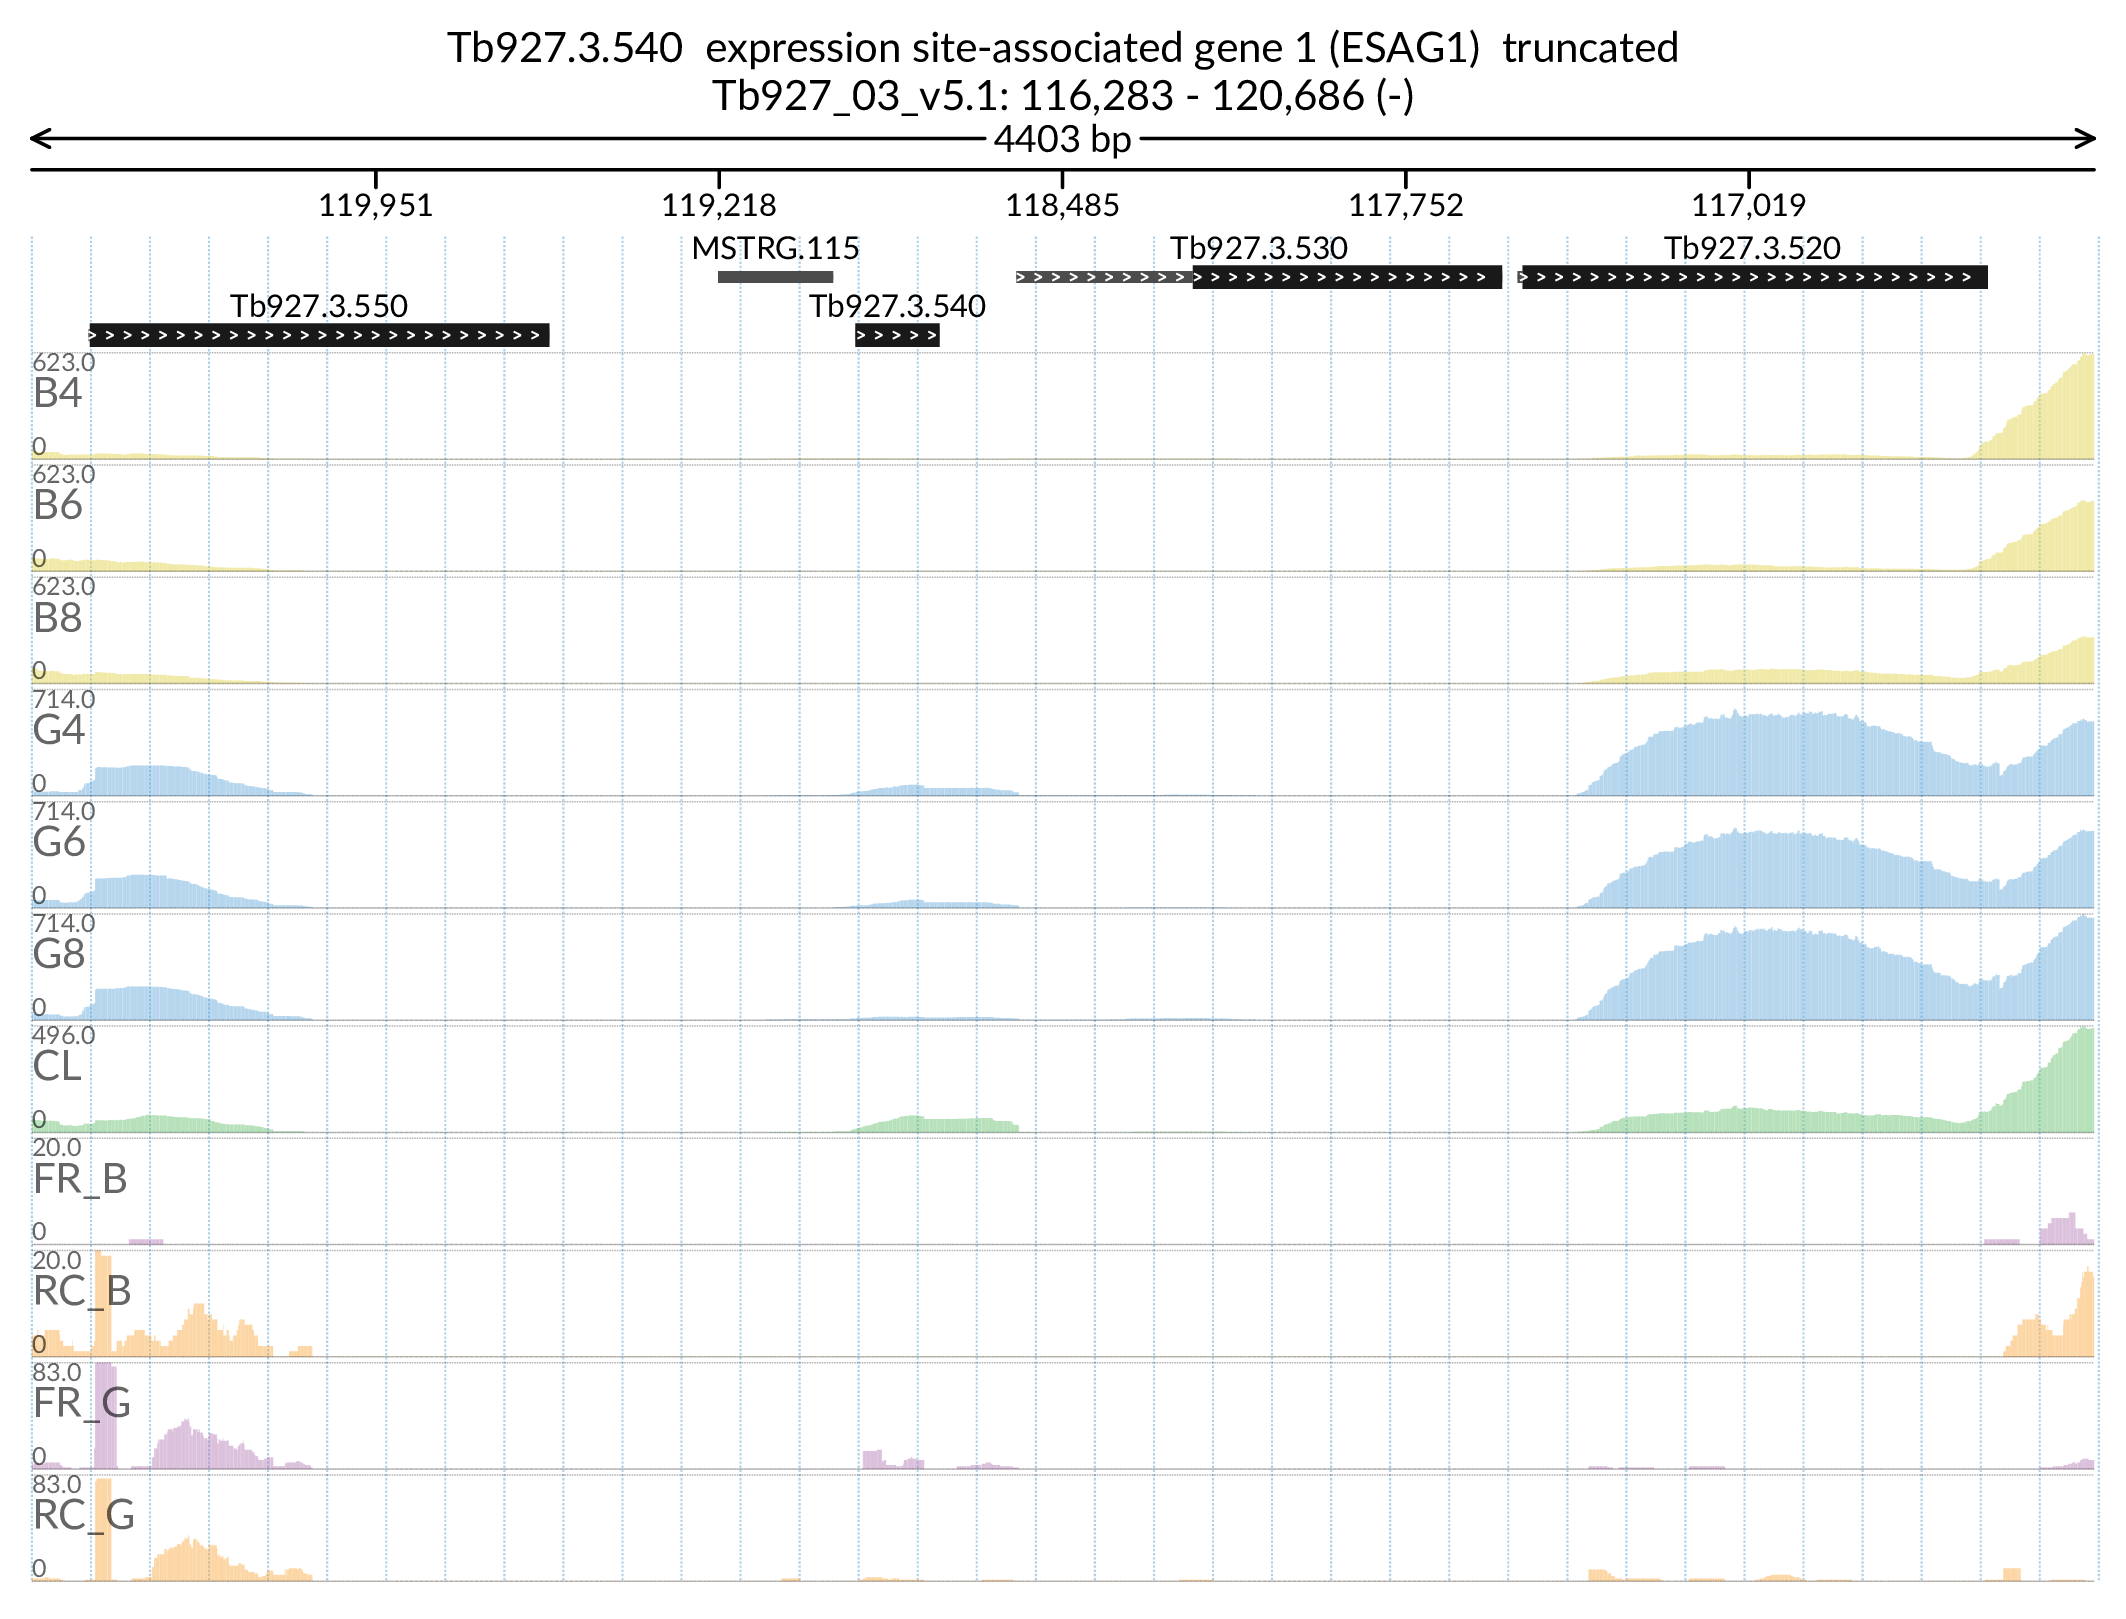 Tb927.3.540 expression site-associated gene 1 (ESAG1) truncated
Tb927_03_v5.1: 116,283 - 120,686 (-)
4403 bp
119,951 119,218 118,485 117,752 117,019
MSTRG.115 Tb927.3.530 Tb927.3.520
Tb927.3.550 Tb927.3.540
623.0
B4
0
623.0
B6
0
623.0
B8
0
714.0
G4
0
714.0
G6
0
714.0
G8
0
496.0
CL
0
20.0
FR_B
0
20.0
RC_B
0
83.0
FR_G
0
83.0
RC_G
0